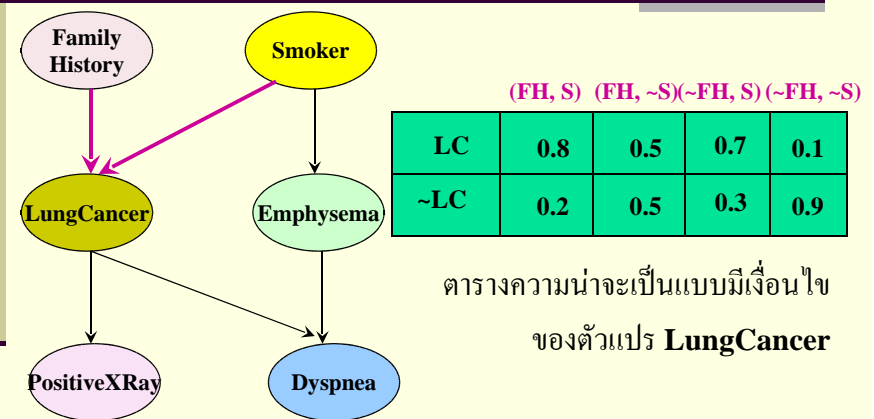 Family
History
Smoker
(FH, S) (FH, ~S)(~FH, S) (~FH, ~S)
LC 0.8 0.5 0.7 0.1
~LC 0.2 0.5 0.3 0.9
LungCancer
Emphysema
ตารางความน่าจะเป็นแบบมีเงื่อนไข
ของตัวแปร LungCancer
PositiveXRay
Dyspnea